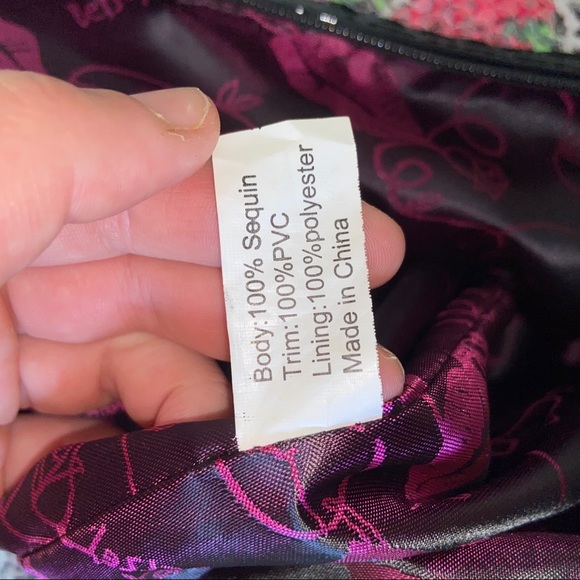 Body:100% Sequin
Trim:100%PVC
Lining:100%polyester
Made in China